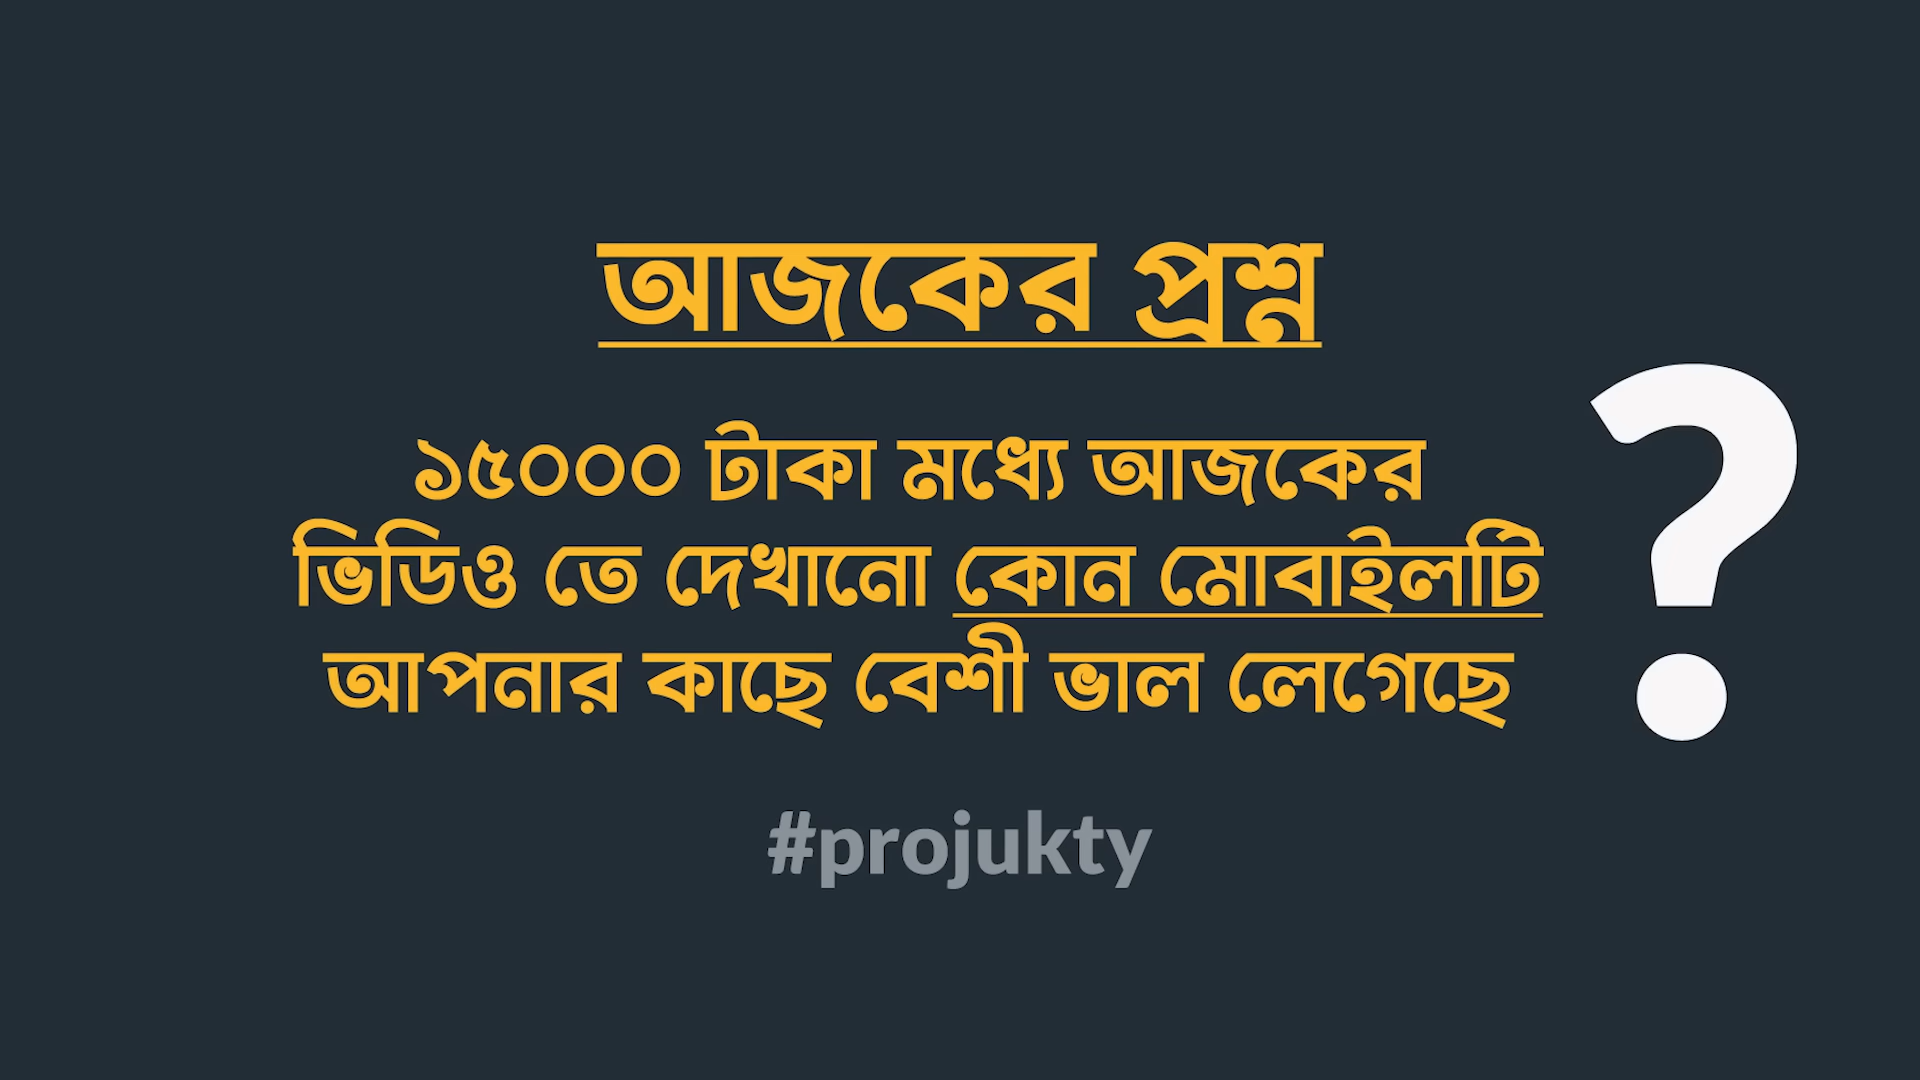 আজকের প্রশ্ন
১৫০০০ টাকা মধ্যে আজকের
ভিডিও তে দেখানো কোন মোবাইলটি
আপনার কাছে বেশী ভাল লেগেছে
?
#projukty